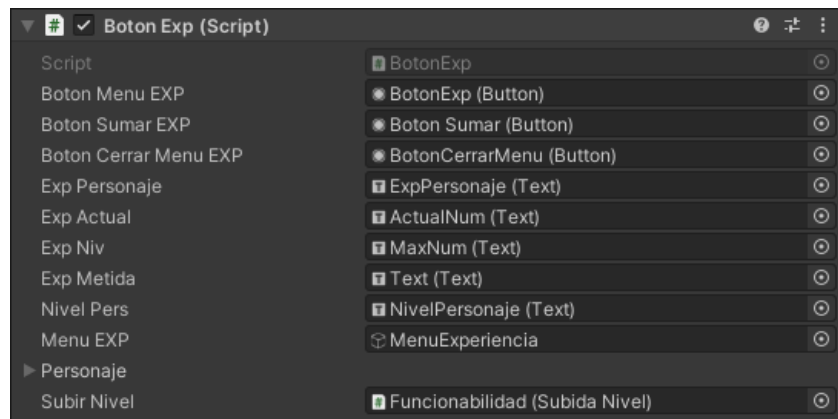 Boton Exp (Script)
Script BotonExp
Boton Menu EXP BotonExp (Button)
Boton Sumar EXP Boton Sumar (Button)
Boton Cerrar Menu EXP BotonCerrarMenu (Button)
Exp Personaje ExpPersonaje (Text)
Exp Actual ActualNum (Text)
Exp Niv MaxNum (Text)
Exp Metida Text (Text)
Nivel Pers NivelPersonaje (Text)
Menu EXP MenuExperiencia
Personaje
Subir Nivel Funcionabilidad (Subida Nivel)